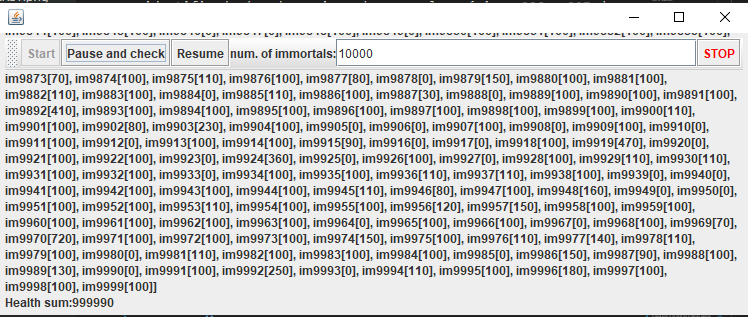 Start Pause and check Resume num. of immortals: 10000 STOP
im9873[70], im9874[100], im9875[110], im9876[100], im9877[80], im9878[0], im9879[150], im9880[100], im9881[100],
im9882[110], im9883[100], im9884[0], im9885[110], im9886[100], im9887[30], im9888[0], im9889[100], im9890[100], im9891[100],
im9892[410], im9893[100], im9894[100], im9895[100], im9896[100], im9897[100], im9898[100], im9899[100], im9900[110],
im9901[100], im9902[80], im9903[230], im9904[100], im9905[0], im9906[0], im9907[100], im9908[0], im9909[100], im9910[0],
im9911[100], im9912[0], im9913[100], im9914[100], im9915[90], im9916[0], im9917[0], im9918[100], im9919[470], im9920[0],
im9921[100], im9922[100], im9923[0], im9924[360], im9925[0], im9926[100], im9927[0], im9928[100], im9929[110], im9930[110],
im9931[100], im9932[100], im9933[0], im9934[100], im9935[100], im9936[110], im9937[110], im9938[100], im9939[0], im9940[0],
im9941[100], im9942[100], im9943[100], im9944[100], im9945[110], im9946[80], im9947[100], im9948[160], im9949[0], im9950[0],
im9951[100], im9952[100], im9953[110], im9954[100], im9955[100], im9956[120], im9957[150], im9958[100], im9959[100],
im9960[100], im9961[100], im9962[100], im9963[100], im9964[0], im9965[100], im9966[100], im9967[0], im9968[100], im9969[70],
im9970[720], im9971[100], im9972[100], im9973[100], im9974[150], im9975[100], im9976[110], im9977[140], im9978[110],
im9979[100], im9980[0], im9981[110], im9982[100], im9983[100], im9984[100], im9985[0], im9986[150], im9987[90], im9988[100],
im9989[130], im9990[0], im9991[100], im9992[250], im9993[0], im9994[110], im9995[100], im9996[180], im9997[100],
im9998[100], im9999[100]]
Health sum:999990